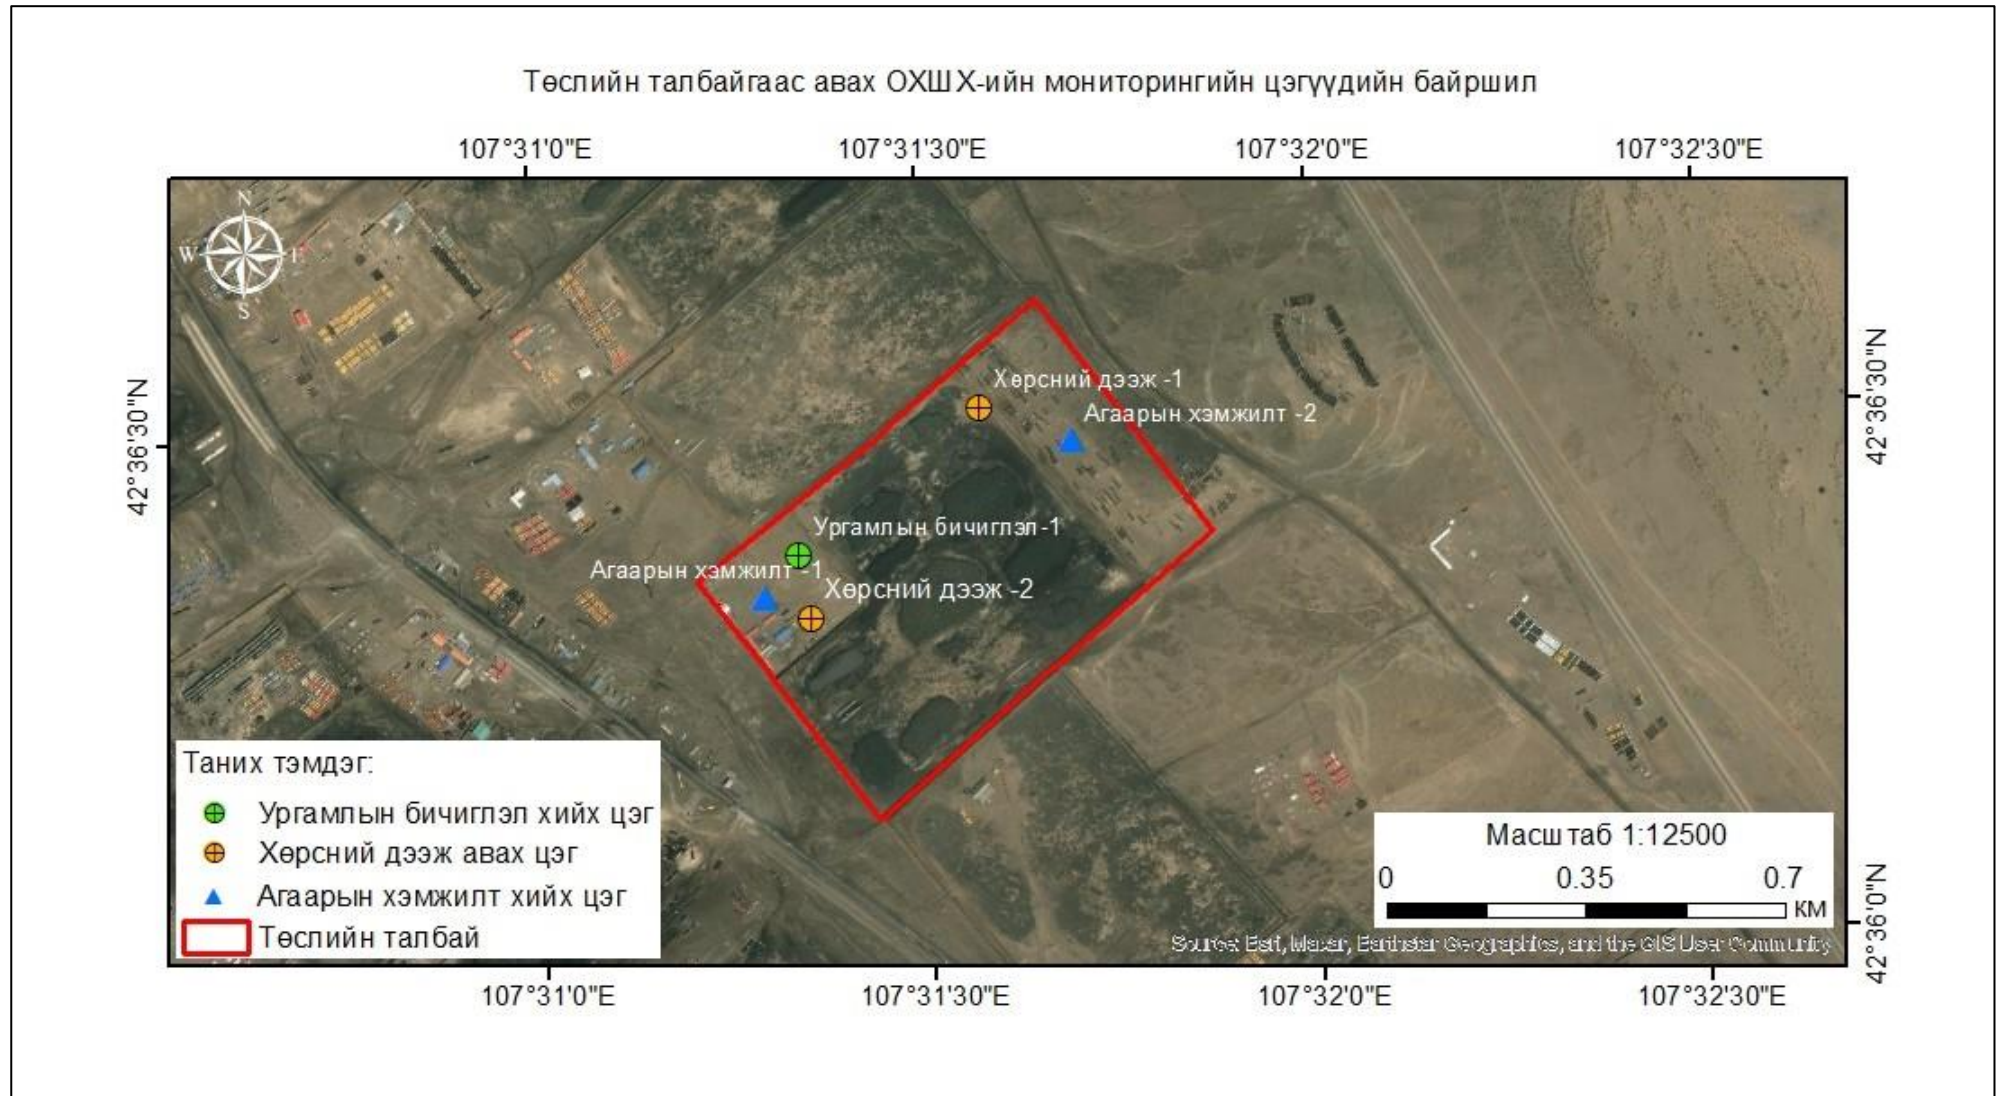 Төслийн талбайгаас авах ОХШХ-ийн мониторингийн цэгүүдийн байршил
107°31'0"E 107°31'30"E 107°32'0"E 107°32'30"E
N
W E
S
42°36'30"N
42°36'30"N
Хөрсний дээж -1
Агаарын хэмжилт -2
Ургамлын бичиглэл-1
Агаарын хэмжилт -1
Хөрсний дээж -2
Таних тэмдэг:
Ургамлын бичиглэл хийх цэг
Хөрсний дээж авах цэг
Агаарын хэмжилт хийх цэг
Төслийн талбай
Масштаб 1:12500
0 0.35 0.7
КМ
Source: Esri, Maxar, Earthstar Geographics, and the GIS User Community
42°36'0"N
107°31'0"E 107°31'30"E 107°32'0"E 107°32'30"E